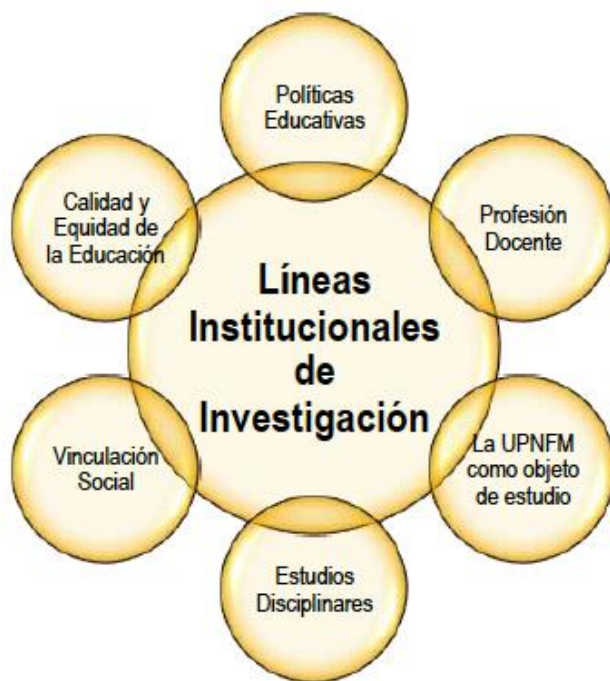 Políticas
Educativas
Calidad y
Equidad de
la Educación
Profesión
Docente
Líneas
Institucionales
de
Investigación
Vinculación
Social
La UPNFM
como objeto
de estudio
Estudios
Disciplinares